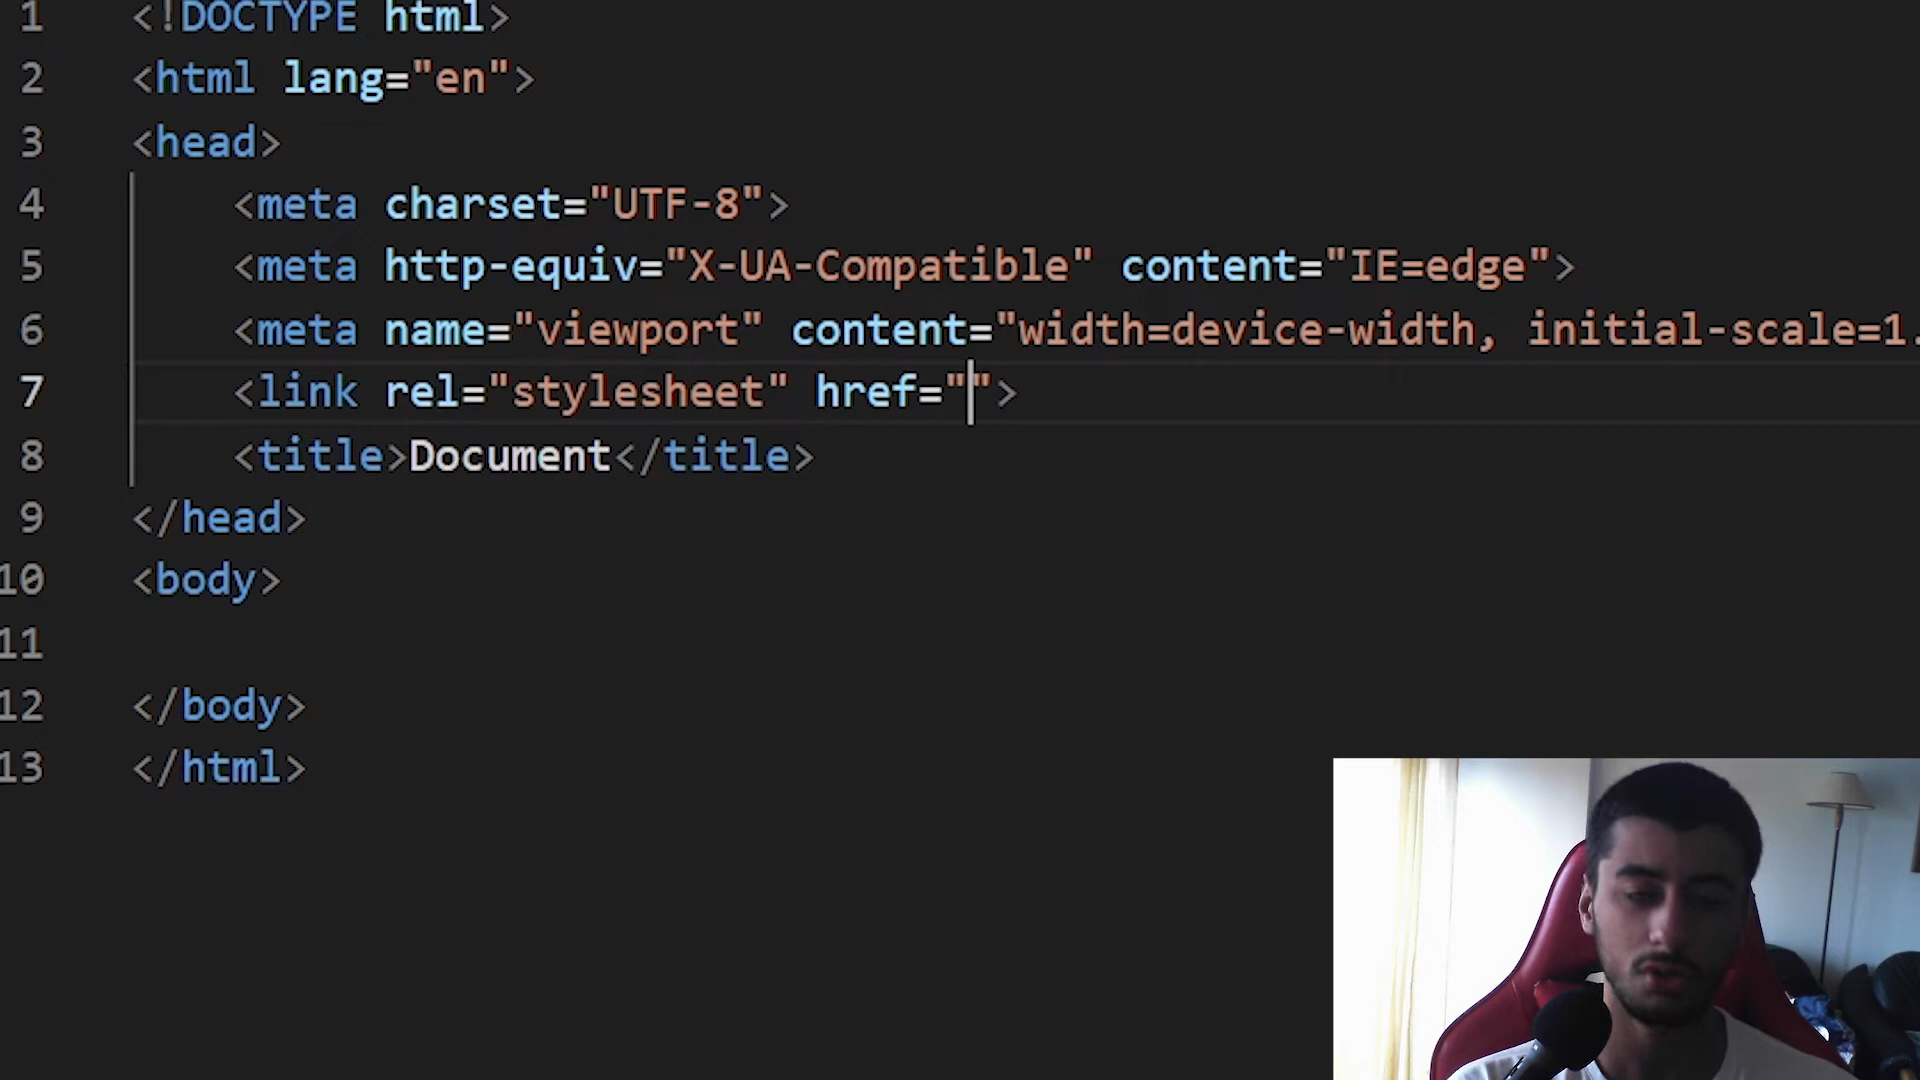 1 <!DOCTYPE html>
2 <html lang="en">
3 <head>
4 <meta charset="UTF-8">
5 <meta http-equiv="X-UA-Compatible" content="IE=edge">
6 <meta name="viewport" content="width=device-width, initial-scale=1.
7 <link rel="stylesheet" href="">
8 <title>Document</title>
9 </head>
10 <body>
11
12 </body>
13 </html>